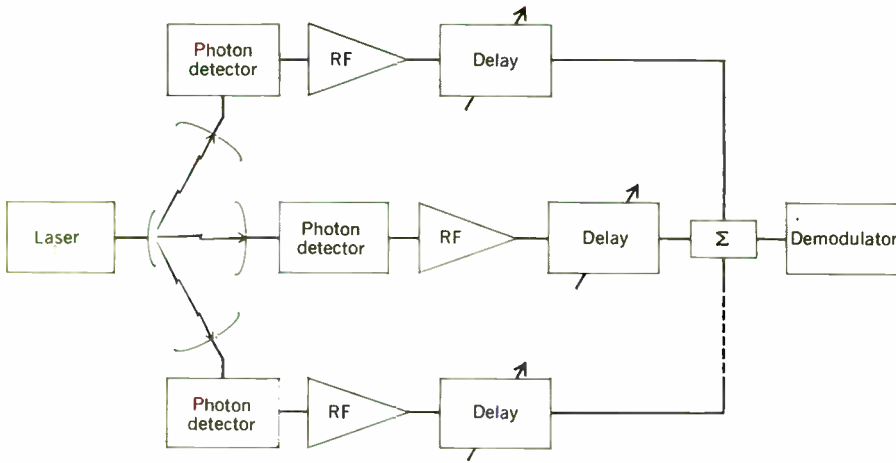 Photon
detector
RF
Delay
Laser
Photon
detector
RF
Delay
Σ
Demodulator
Photon
detector
RF
Delay